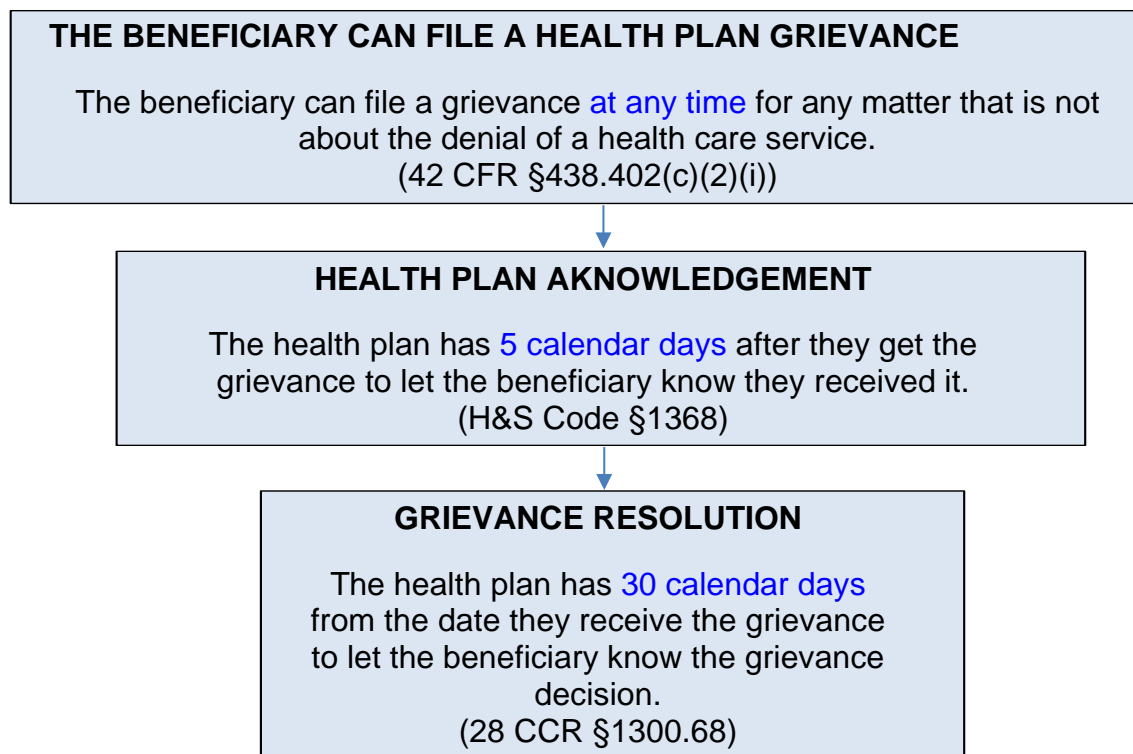 THE BENEFICIARY CAN FILE A HEALTH PLAN GRIEVANCE
The beneficiary can file a grievance at any time for any matter that is not
about the denial of a health care service.
(42 CFR §438.402(c)(2)(i))
HEALTH PLAN AKNOWLEDGEMENT
The health plan has 5 calendar days after they get the
grievance to let the beneficiary know they received it.
(H&S Code §1368)
GRIEVANCE RESOLUTION
The health plan has 30 calendar days
from the date they receive the grievance
to let the beneficiary know the grievance
decision.
(28 CCR §1300.68)